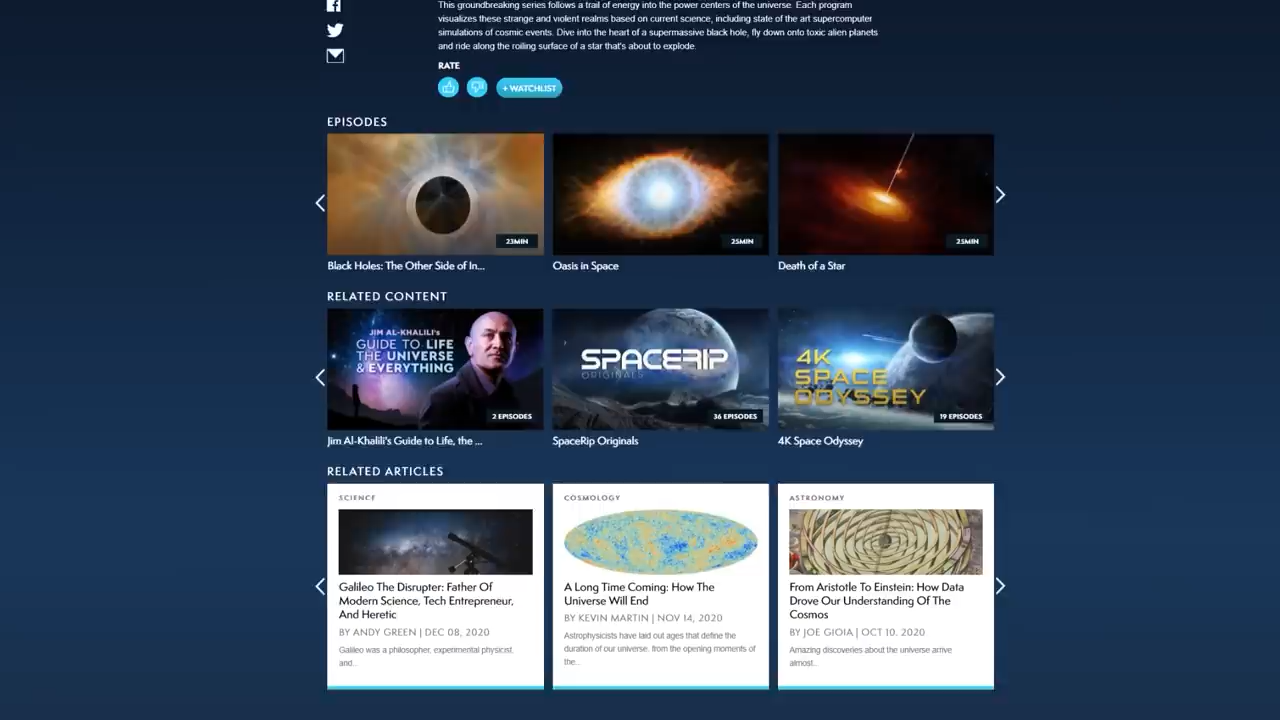 This groundbreaking series follows a trail of energy into the power centers of the universe. Each program
visualizes these strange and violent realms based on current science, including state of the art supercomputer
simulations of cosmic events. Dive into the heart of a supermassive black hole, fly down onto toxic alien planets
and ride along the roiling surface of a star that's about to explode.
RATE
+ WATCHLIST
EPISODES
23MIN
25MIN
25MIN
Black Holes: The Other Side of In...
Oasis in Space
Death of a Star
RELATED CONTENT
JIM AL-KHALILI's
GUIDE TO LIFE
THE UNIVERSE
& EVERYTHING
2 EPISODES
SPACERIP
ORIGINALS
36 EPISODES
4K
SPACE
ODYSSEY
19 EPISODES
Jim Al-Khalili's Guide to Life, the ...
SpaceRip Originals
4K Space Odyssey
RELATED ARTICLES
SCIENCE
Galileo The Disrupter: Father Of
Modern Science, Tech Entrepreneur,
And Heretic
BY ANDY GREEN | DEC 08, 2020
Galileo was a philosopher, experimental physicist,
and...
COSMOLOGY
A Long Time Coming: How The
Universe Will End
BY KEVIN MARTIN | NOV 14, 2020
Astrophysicists have laid out ages that define the
duration of our universe, from the opening moments of
the...
ASTRONOMY
From Aristotle To Einstein: How Data
Drove Our Understanding Of The
Cosmos
BY JOE GIOIA | OCT 10, 2020
Amazing discoveries about the universe arrive
almost...